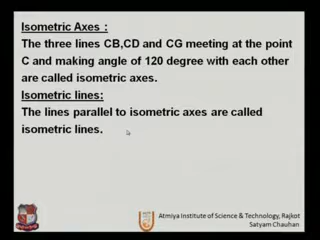 Isometric Axes :
The three lines CB,CD and CG meeting at the point
C and making angle of 120 degree with each other
are called isometric axes.
Isometric lines:
The lines parallel to isometric axes are called
isometric lines.
Atmiya Institute of Science & Technology, Rajkot
Satyam Chauhan